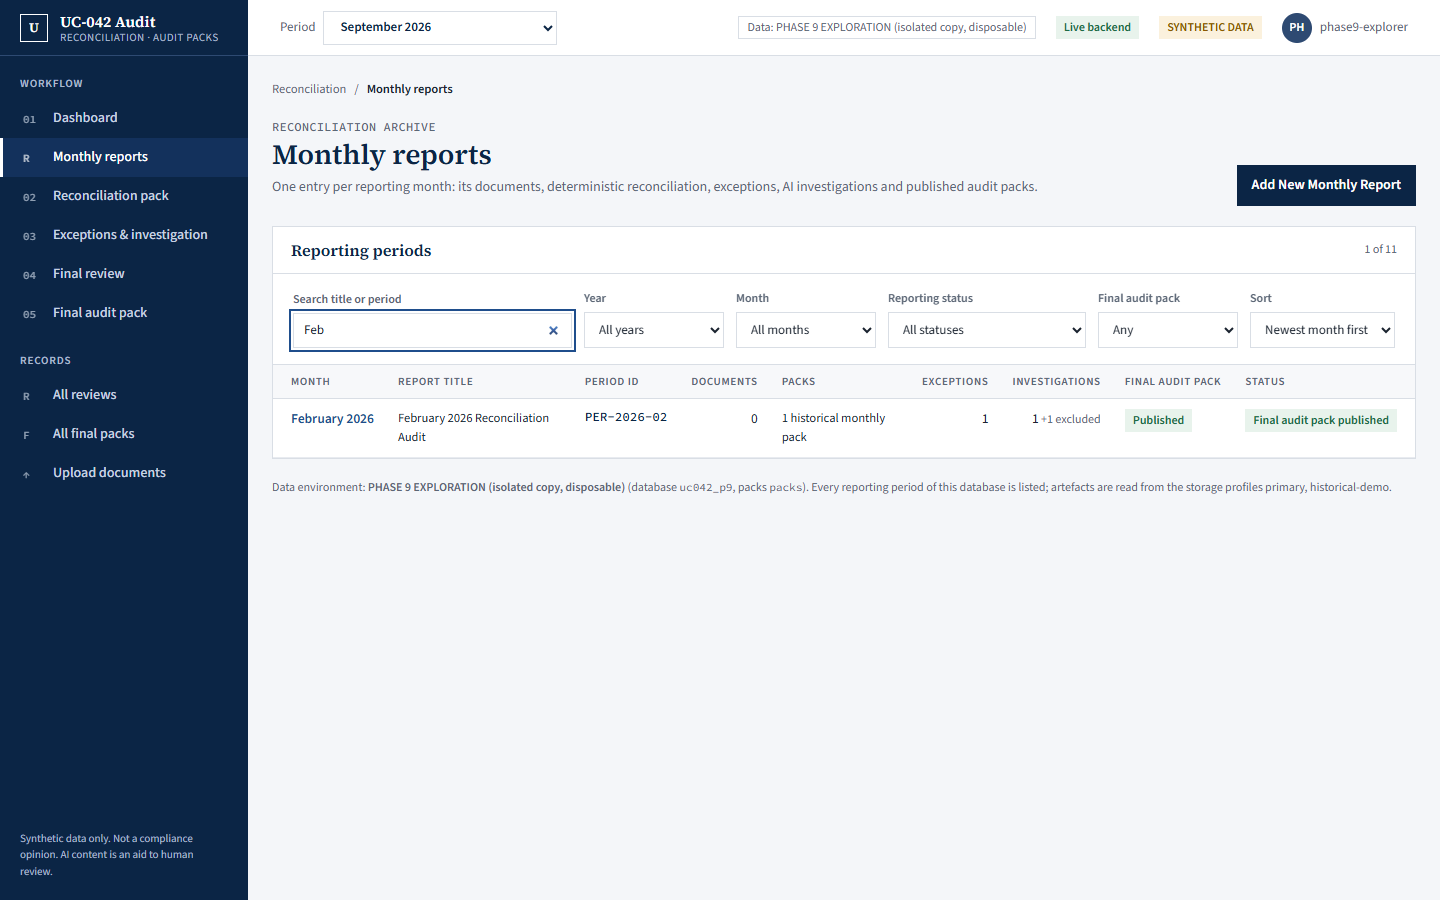 U
UC-042 Audit
RECONCILIATION · AUDIT PACKS
Period
September 2026
Data: PHASE 9 EXPLORATION (isolated copy, disposable)
Live backend
SYNTHETIC DATA
PH
phase9-explorer
WORKFLOW
01 Dashboard
R Monthly reports
02 Reconciliation pack
03 Exceptions & investigation
04 Final review
05 Final audit pack
RECORDS
R All reviews
F All final packs
↑ Upload documents
Synthetic data only. Not a compliance
opinion. AI content is an aid to human
review.
Reconciliation / Monthly reports
RECONCILIATION ARCHIVE
Monthly reports
One entry per reporting month: its documents, deterministic reconciliation, exceptions, AI investigations and published audit packs.
Add New Monthly Report
Reporting periods
1 of 11
Search title or period Year Month Reporting status Final audit pack Sort
Feb × All years All months All statuses Any Newest month first
MONTH REPORT TITLE PERIOD ID DOCUMENTS PACKS EXCEPTIONS INVESTIGATIONS FINAL AUDIT PACK STATUS
February 2026 February 2026 Reconciliation PER-2026-02 0 1 historical monthly 1 1 +1 excluded Published Final audit pack published
Audit pack
Data environment: PHASE 9 EXPLORATION (isolated copy, disposable) (database uc042_p9, packs packs). Every reporting period of this database is listed; artefacts are read from the storage profiles primary, historical-demo.